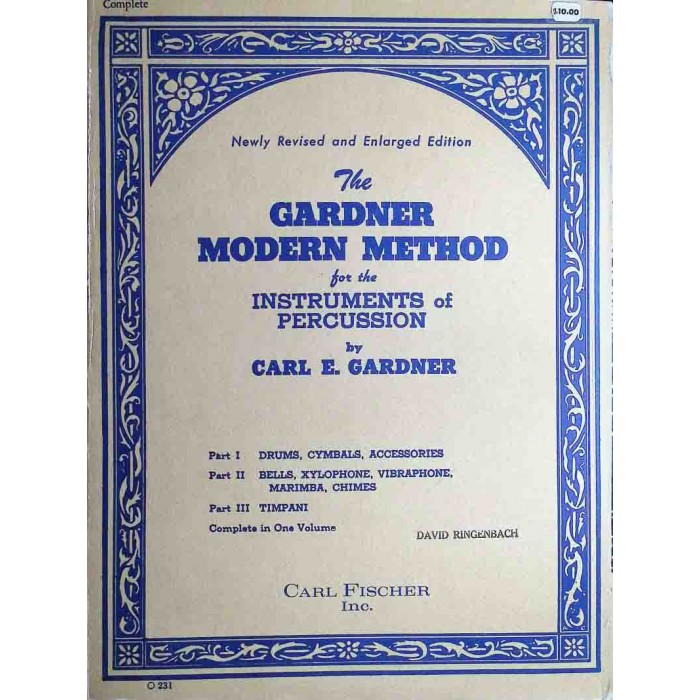 Complete
$10.00
Newly Revised and Enlarged Edition
The
GARDNER
MODERN METHOD
for the
INSTRUMENTS of
PERCUSSION
by
CARL E. GARDNER
Part I DRUMS, CYMBALS, ACCESSORIES
Part II BELLS, XYLOPHONE, VIBRAPHONE,
MARIMBA, CHIMES
Part III TIMPANI
Complete in One Volume
DAVID RINGENBACH
CARL FISCHER
Inc.
O 231